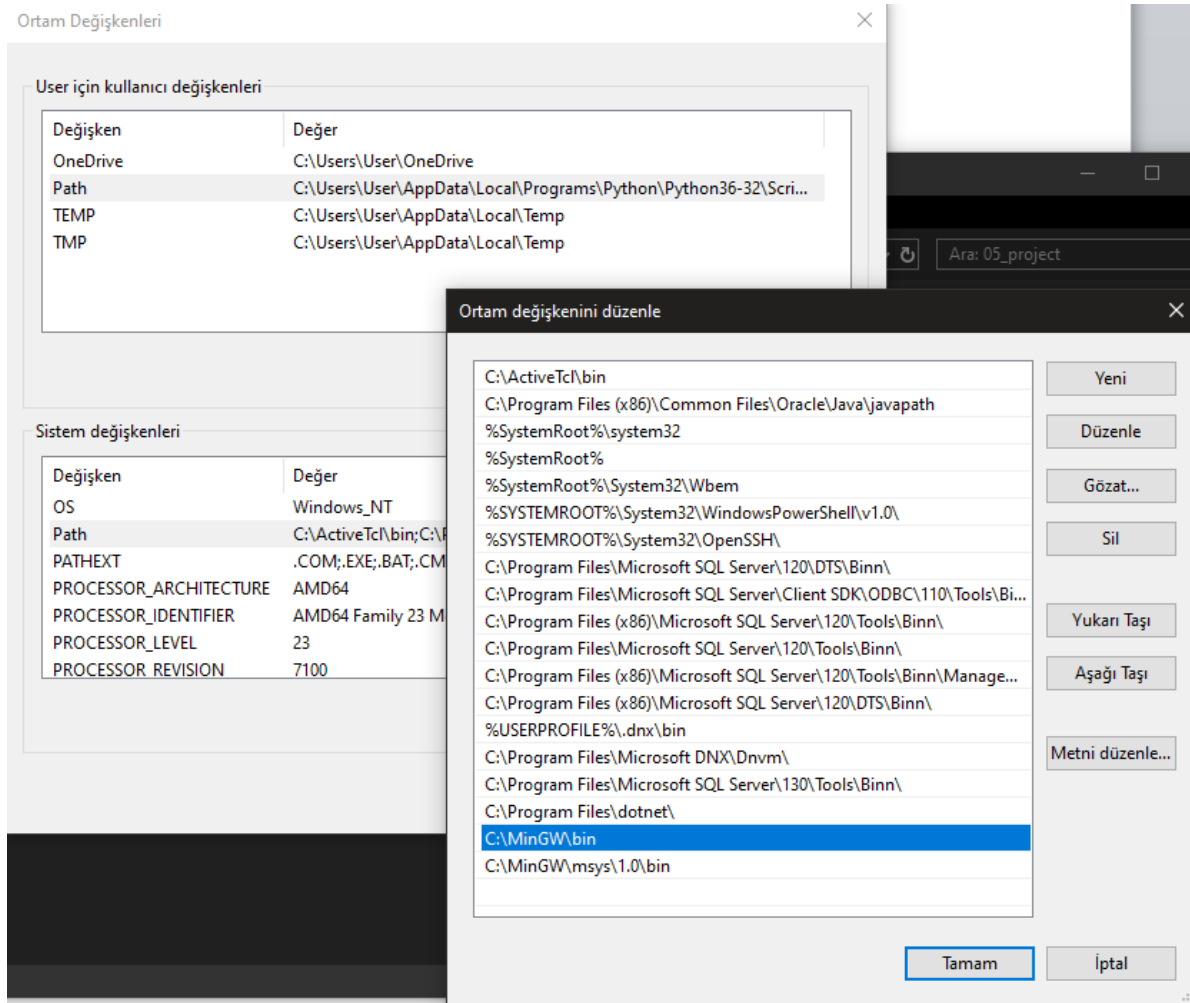 Ortam Değişkenleri
User için kullanıcı değişkenleri
Değişken Değer
OneDrive C:\Users\User\OneDrive
Path C:\Users\User\AppData\Local\Programs\Python\Python36-32\Scri...
TEMP C:\Users\User\AppData\Local\Temp
TMP C:\Users\User\AppData\Local\Temp
Sistem değişkenleri
Değişken Değer
OS Windows_NT
Path C:\ActiveTcl\bin;C:\
PATHEXT .COM;.EXE;.BAT;.CM
PROCESSOR_ARCHITECTURE AMD64
PROCESSOR_IDENTIFIER AMD64 Family 23 M
PROCESSOR_LEVEL 23
PROCESSOR_REVISION 7100
Ara: 05_project
Ortam değişkenini düzenle
C:\ActiveTcl\bin
C:\Program Files (x86)\Common Files\Oracle\Java\javapath
%SystemRoot%\system32
%SystemRoot%
%SystemRoot%\System32\Wbem
%SYSTEMROOT%\System32\WindowsPowerShell\v1.0\
%SYSTEMROOT%\System32\OpenSSH\
C:\Program Files\Microsoft SQL Server\120\DTS\Binn\
C:\Program Files\Microsoft SQL Server\Client SDK\ODBC\110\Tools\Bi...
C:\Program Files (x86)\Microsoft SQL Server\120\Tools\Binn\
C:\Program Files\Microsoft SQL Server\120\Tools\Binn\
C:\Program Files (x86)\Microsoft SQL Server\120\Tools\Binn\Manage...
C:\Program Files (x86)\Microsoft SQL Server\120\DTS\Binn\
%USERPROFILE%\.dnx\bin
C:\Program Files\Microsoft DNX\Dnvm\
C:\Program Files\Microsoft SQL Server\130\Tools\Binn\
C:\Program Files\dotnet\
C:\MinGW\bin
C:\MinGW\msys\1.0\bin
Yeni
Düzenle
Gözat...
Sil
Yukarı Taşı
Aşağı Taşı
Metni düzenle...
Tamam
İptal